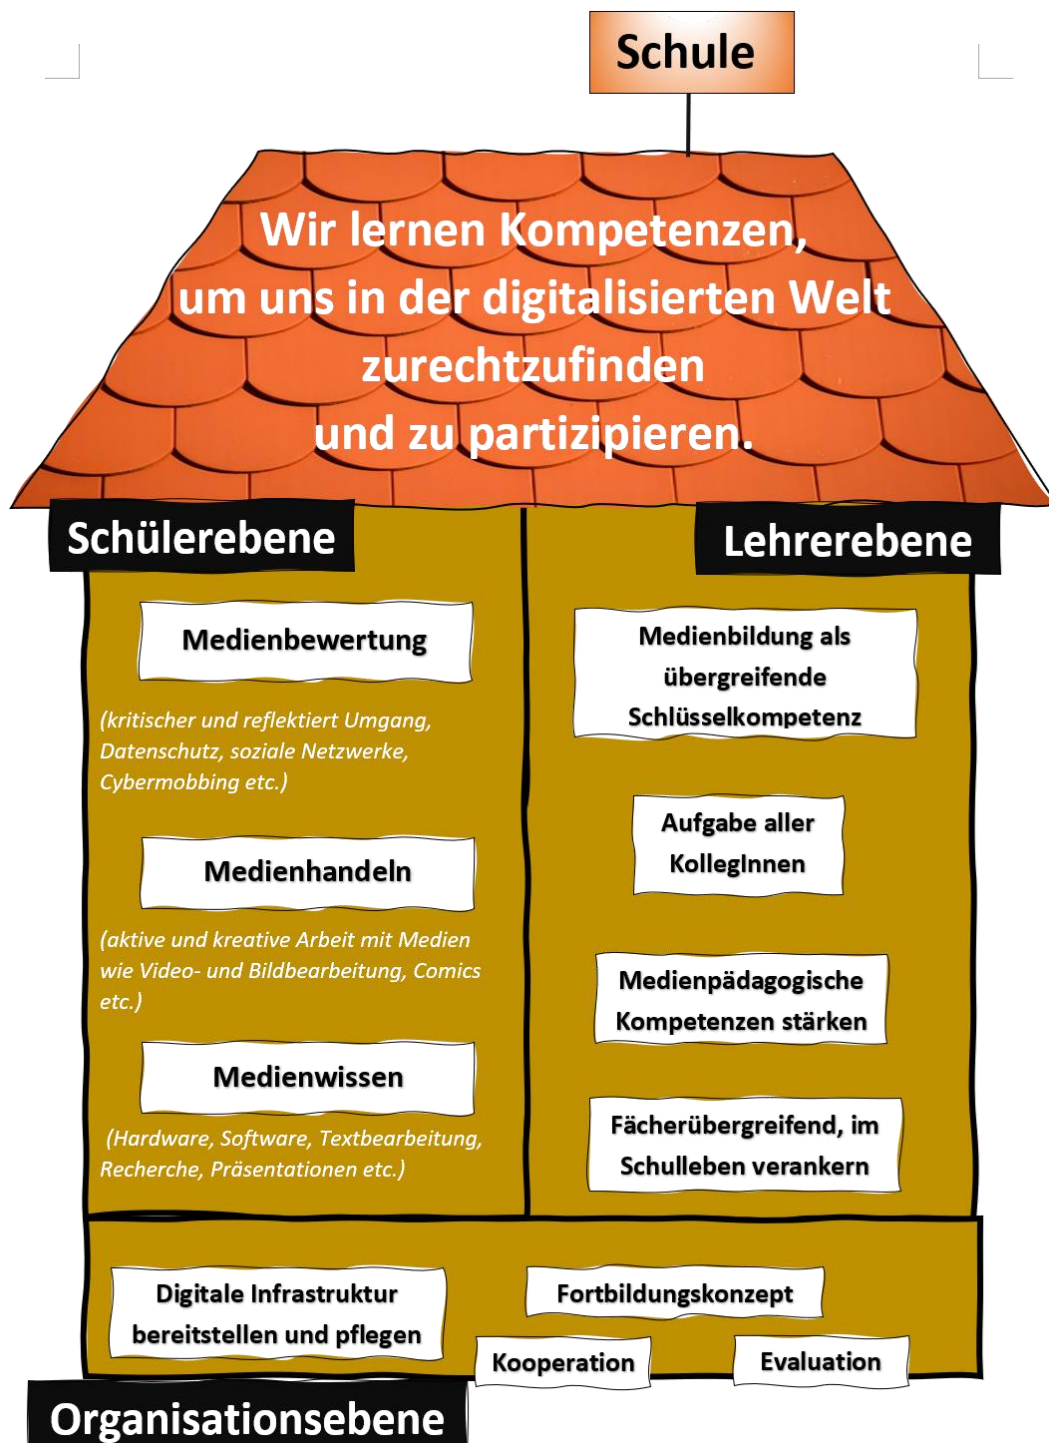 Schule
Wir lernen Kompetenzen,
um uns in der digitalisierten Welt
zurechtzufinden
und zu partizipieren.
Schülerebene
Medienbewertung
(kritischer und reflektiert Umgang,
Datenschutz, soziale Netzwerke,
Cybermobbing etc.)
Medienhandeln
(aktive und kreative Arbeit mit Medien
wie Video- und Bildbearbeitung, Comics
etc.)
Medienwissen
(Hardware, Software, Textbearbeitung,
Recherche, Präsentationen etc.)
Lehrerebene
Medienbildung als
übergreifende
Schlüsselkompetenz
Aufgabe aller
KollegInnen
Medienpädagogische
Kompetenzen stärken
Fächerübergreifend, im
Schulleben verankern
Digitale Infrastruktur
bereitstellen und pflegen
Fortbildungskonzept
Kooperation
Evaluation
Organisationsebene